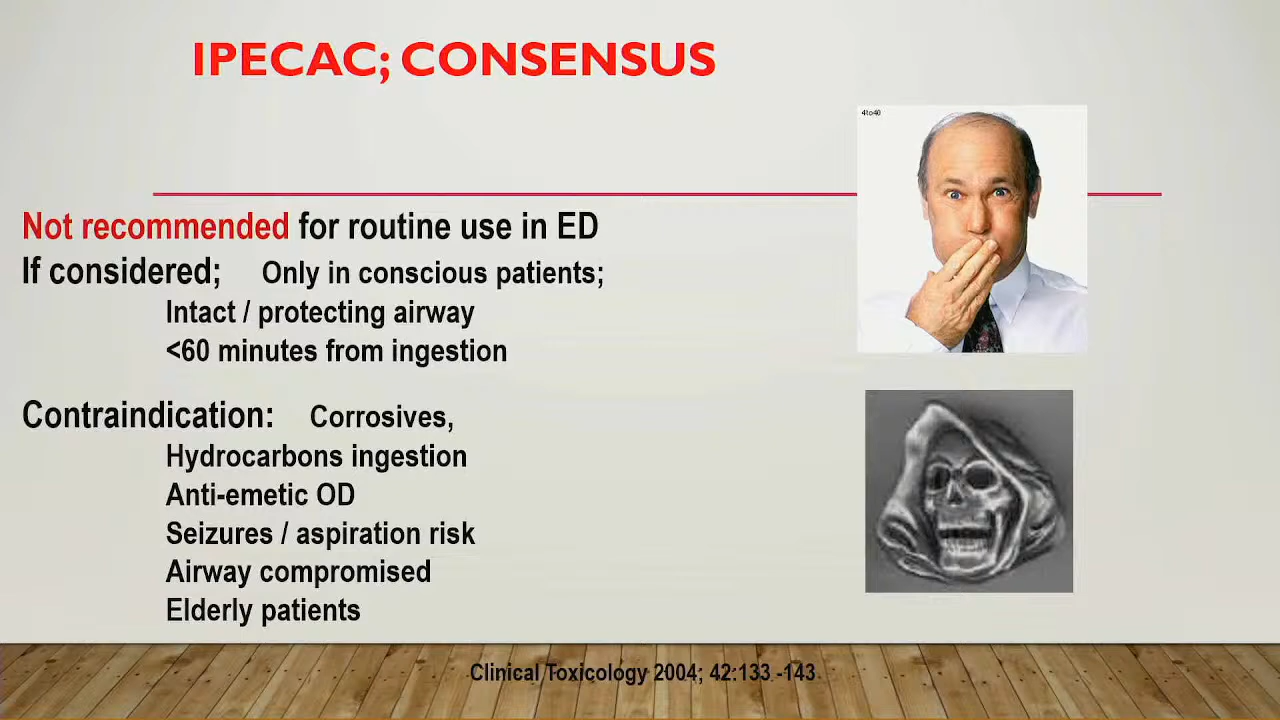 IPECAC; CONSENSUS
4to40
Not recommended for routine use in ED
If considered; Only in conscious patients;
Intact / protecting airway
<60 minutes from ingestion
Contraindication: Corrosives,
Hydrocarbons ingestion
Anti-emetic OD
Seizures / aspiration risk
Airway compromised
Elderly patients
Clinical Toxicology 2004; 42:133 -143